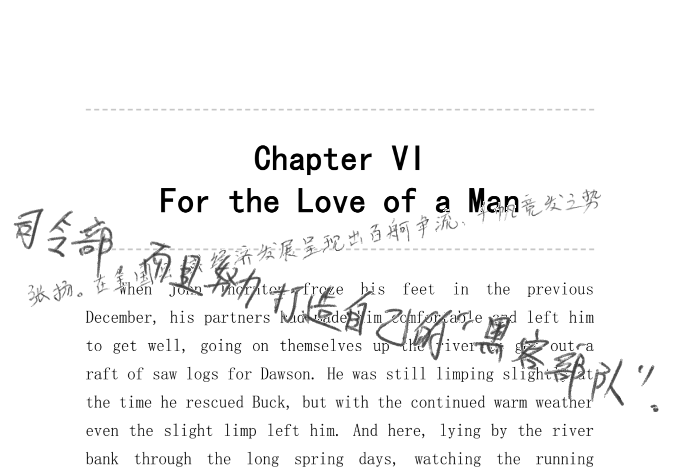 Chapter VI
For the Love of a Man
司令部 而且努力打造自己的“黑客部队”。
经济发展呈现出百舸争流、千帆竞发之势
张扬。在美国
When John Thornton froze his feet in the previous
December, his partners had made him comfortable and left him
to get well, going on themselves up the river to get out a
raft of saw logs for Dawson. He was still limping slightly at
the time he rescued Buck, but with the continued warm weather
even the slight limp left him. And here, lying by the river
bank through the long spring days, watching the running